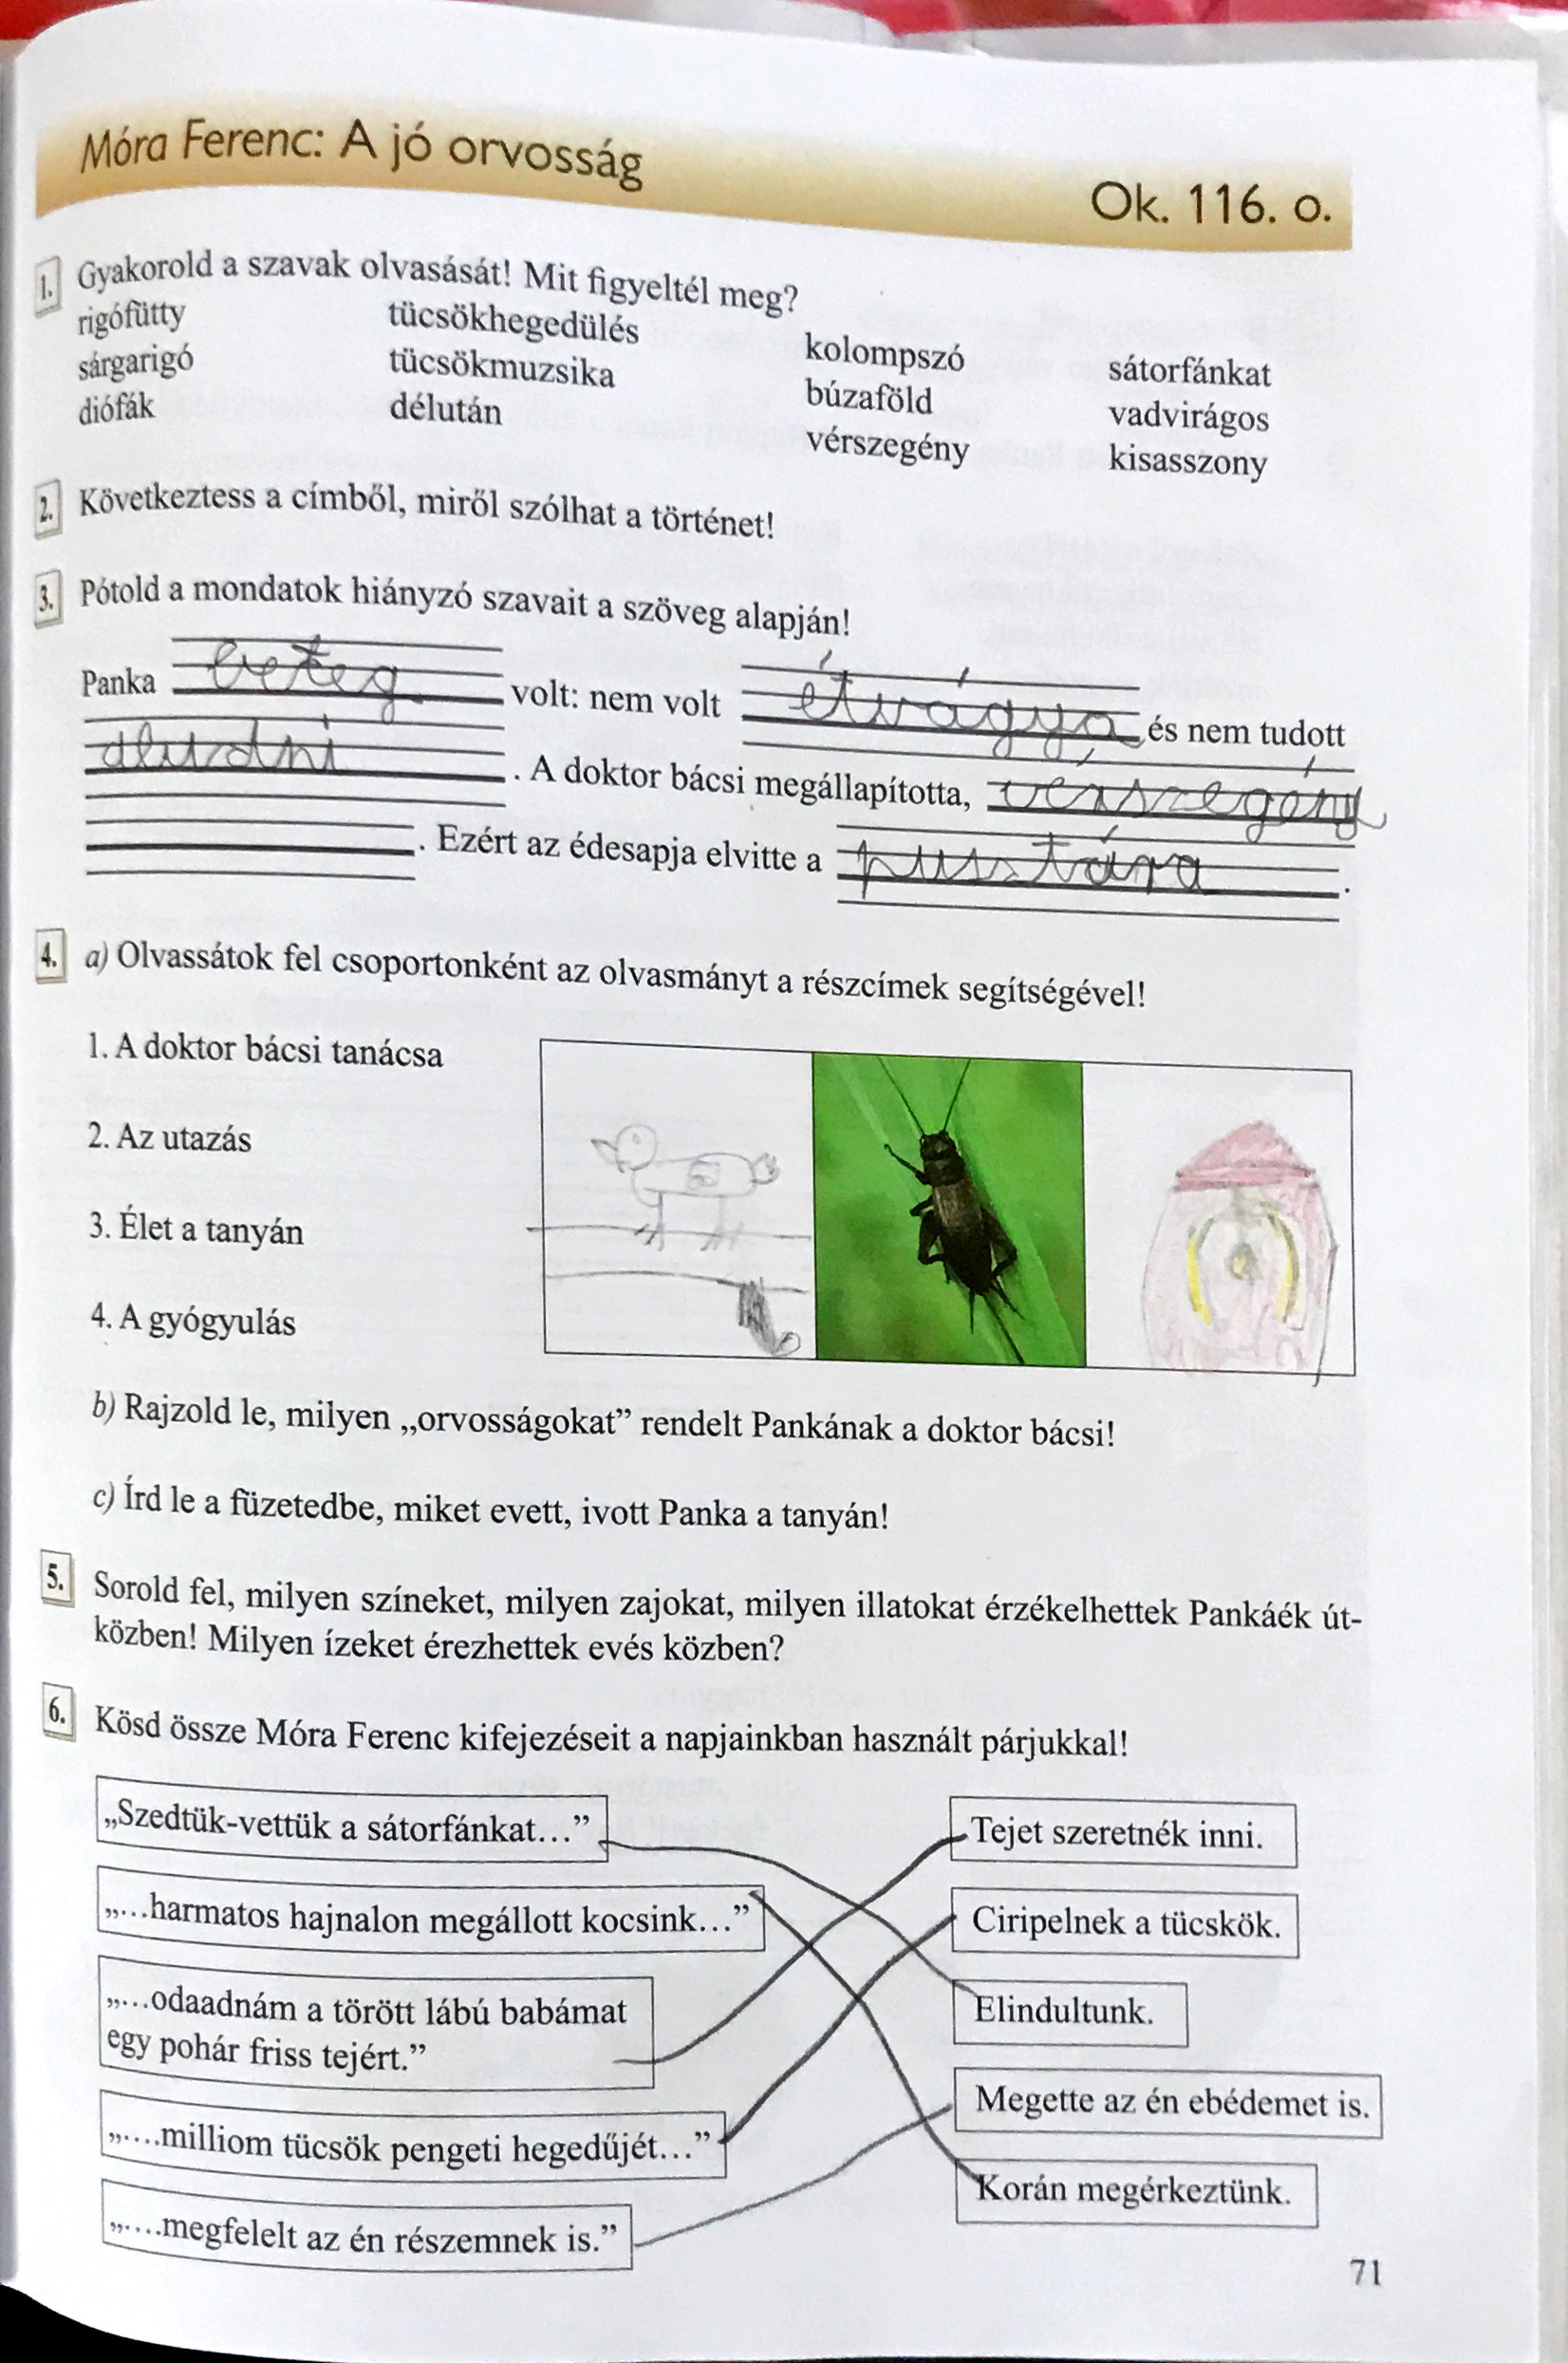 Móra Ferenc: A jó orvosság
Ok. 116. o.
1. Gyakorold a szavak olvasását! Mit figyeltél meg?
rigófütty tücsökhegedülés kolompszó sátorfánkat
sárgarigó tücsökmuzsika búzaföld vadvirágos
diófák délután vérszegény kisasszony
2. Következtess a címből, miről szólhat a történet!
3. Pótold a mondatok hiányzó szavait a szöveg alapján!
Panka beteg volt: nem volt étvágya és nem tudott
aludni. A doktor bácsi megállapította, vérszegény
. Ezért az édesapja elvitte a pusztára.
4. a) Olvassátok fel csoportonként az olvasmányt a részcímek segítségével!
1. A doktor bácsi tanácsa
2. Az utazás
3. Élet a tanyán
4. A gyógyulás
b) Rajzold le, milyen „orvosságokat” rendelt Pankának a doktor bácsi!
c) Írd le a füzetedbe, miket evett, ivott Panka a tanyán!
5. Sorold fel, milyen színeket, milyen zajokat, milyen illatokat érzékelhettek Pankáék út-
közben! Milyen ízeket érezhettek evés közben?
6. Kösd össze Móra Ferenc kifejezéseit a napjainkban használt párjukkal!
„Szedtük-vettük a sátorfánkat…”
„…harmatos hajnalon megállott kocsink…”
„…odaadnám a törött lábú babámat
egy pohár friss tejért.”
„….milliom tücsök pengeti hegedűjét…”
„….megfelelt az én részemnek is.”
Tejet szeretnék inni.
Ciripelnek a tücskök.
Elindultunk.
Megette az én ebédemet is.
Korán megérkeztünk.
71